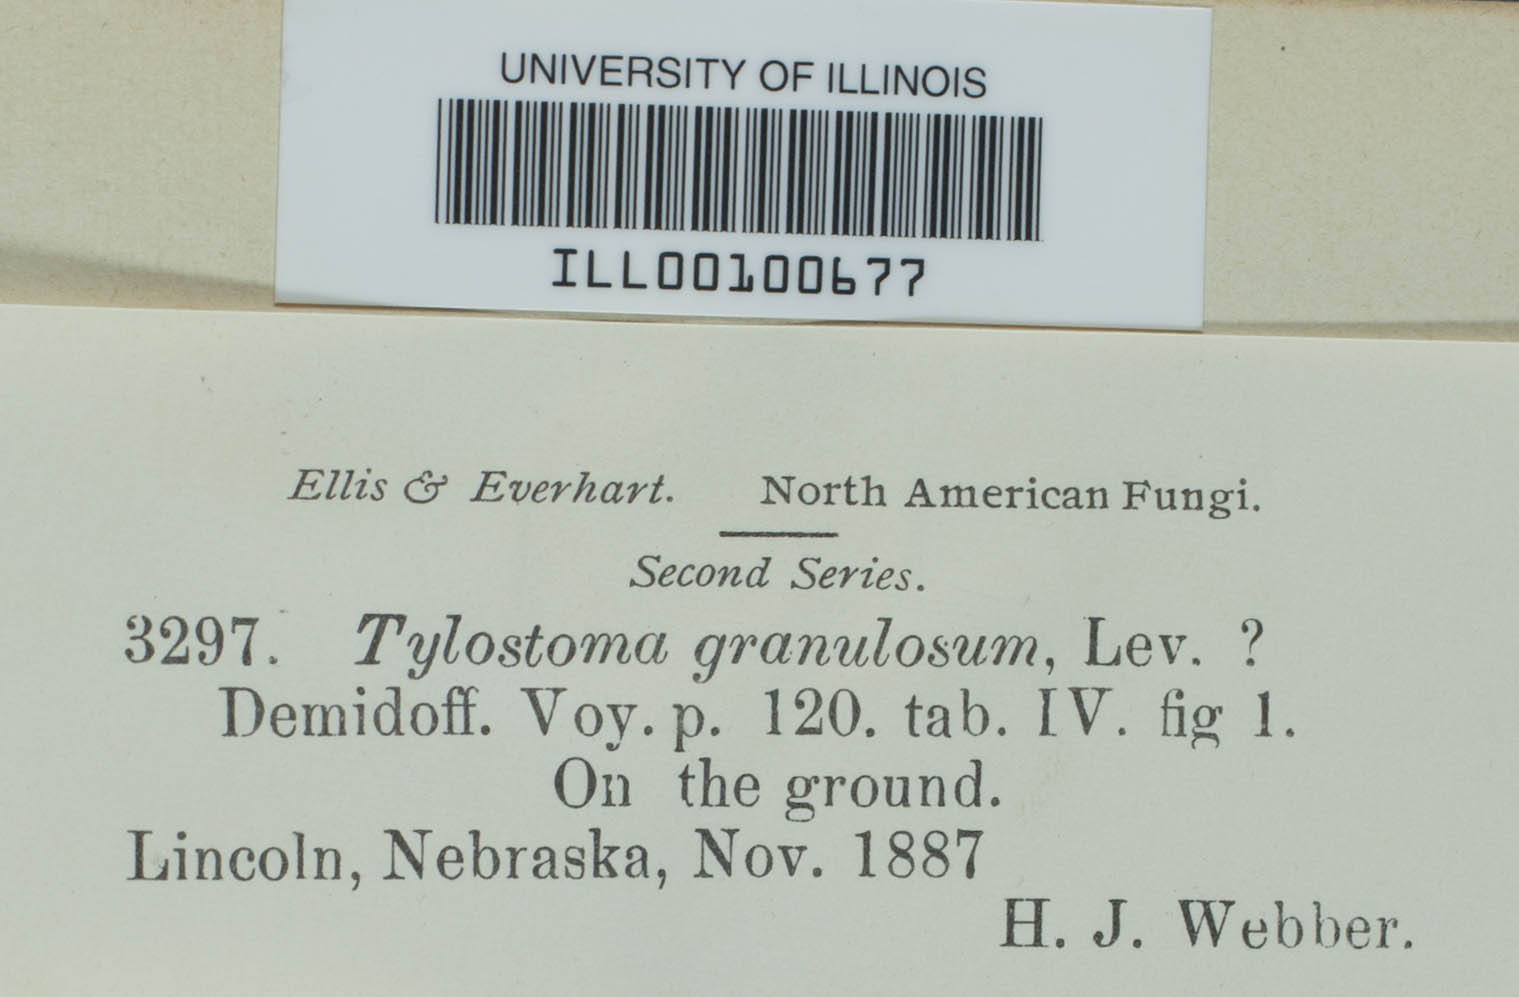 UNIVERSITY OF ILLINOIS
ILL00100677
Ellis & Everhart. North American Fungi.
Second Series.
3297. Tylostoma granulosum, Lev. ?
Demidoff. Voy. p. 120. tab. IV. fig 1.
On the ground.
Lincoln, Nebraska, Nov. 1887
H. J. Webber.